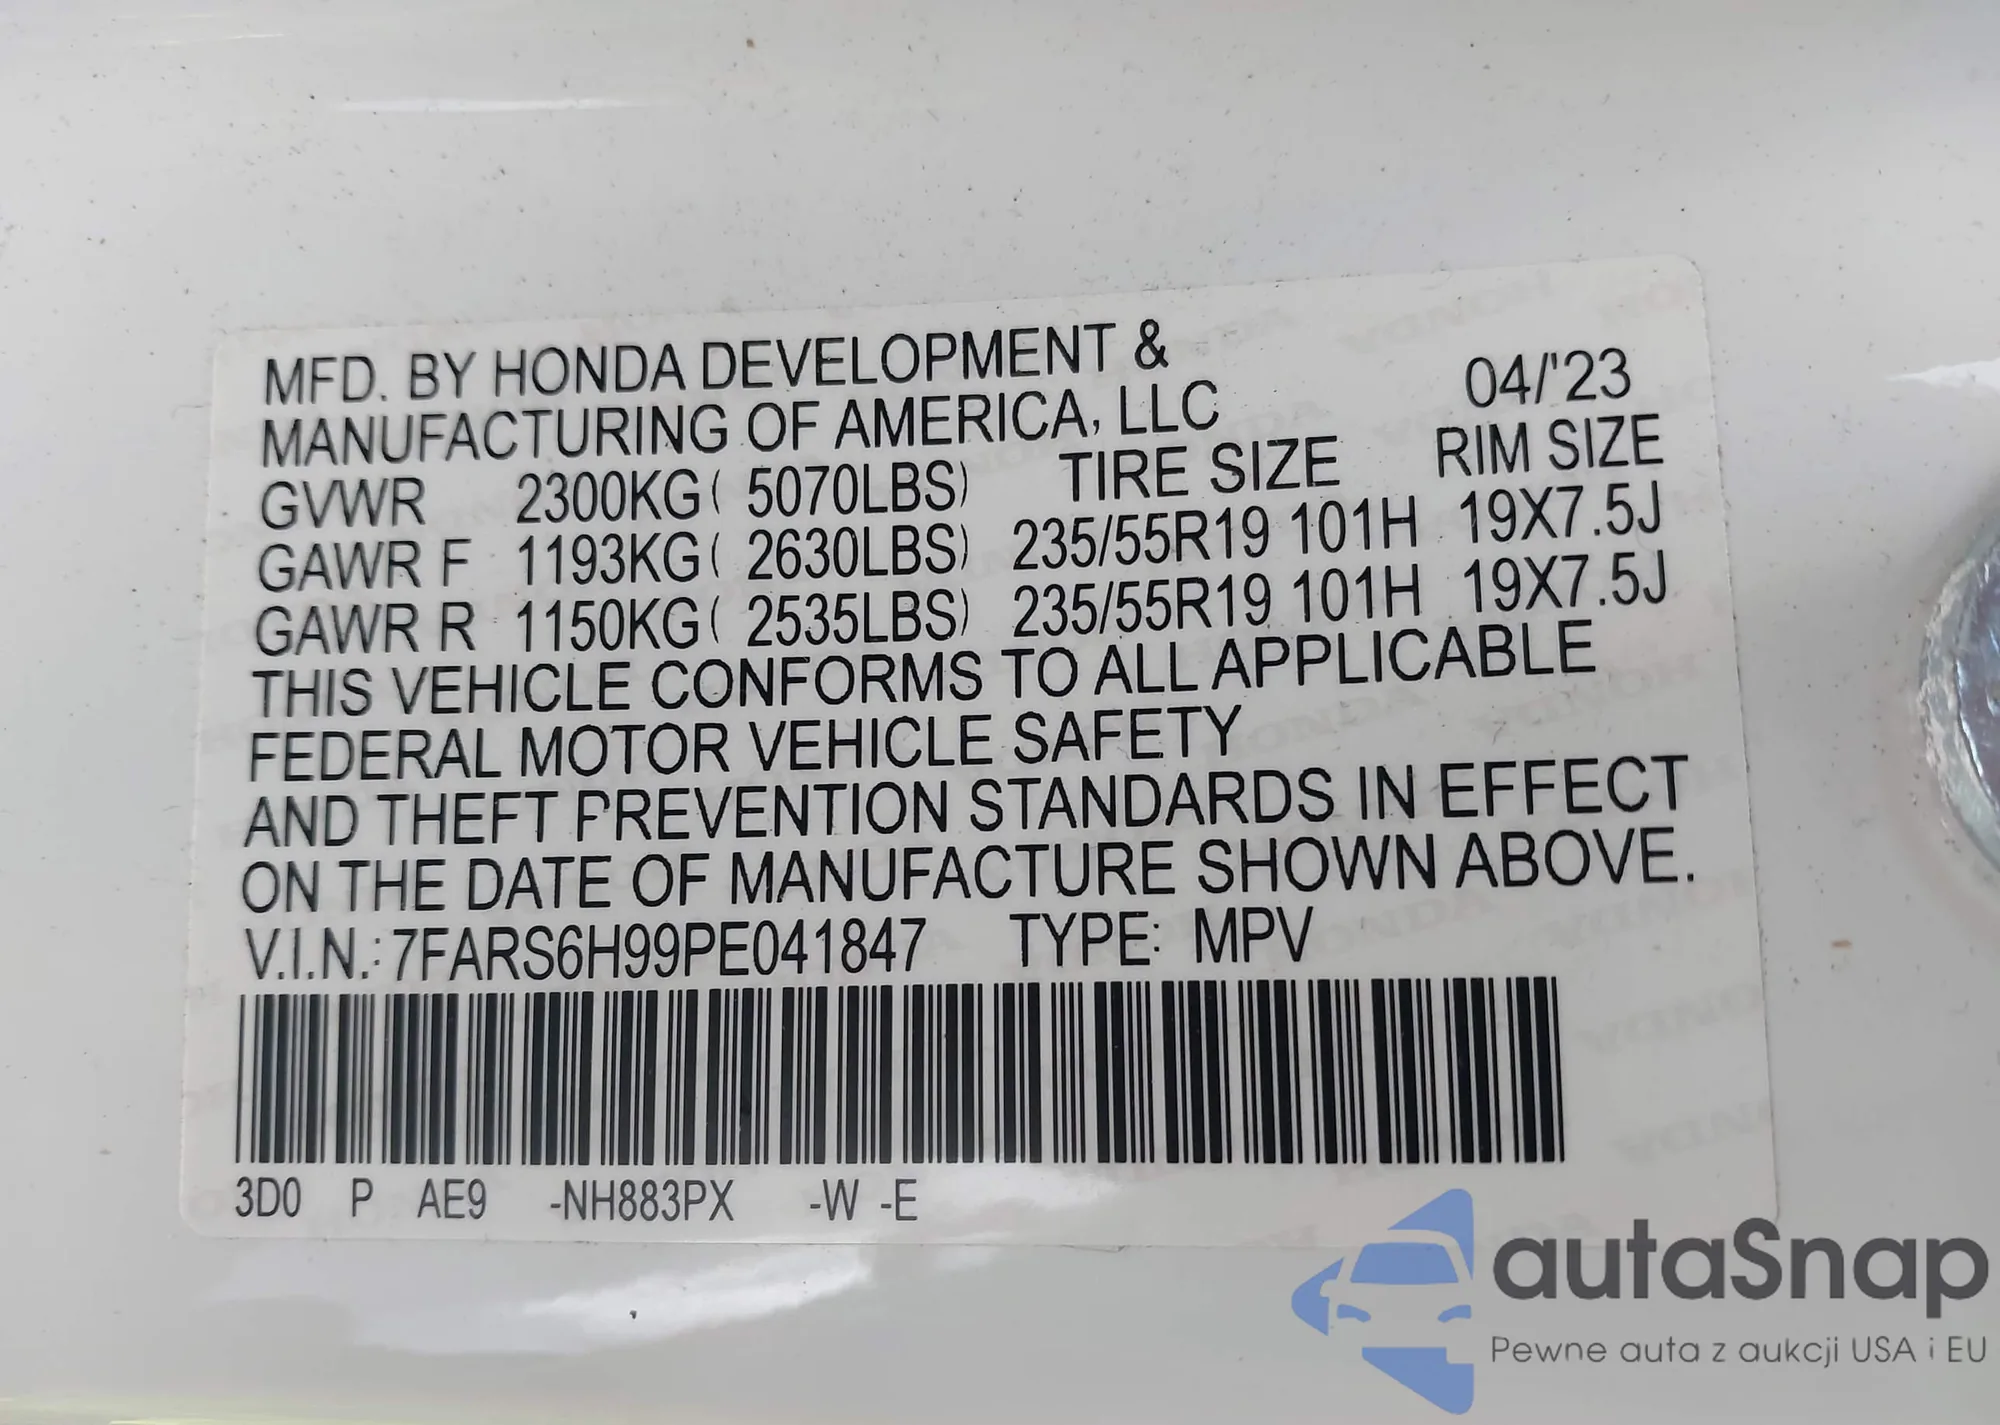 MFD. BY HONDA DEVELOPMENT &
MANUFACTURING OF AMERICA, LLC 04/'23
GVWR 2300KG( 5070LBS) TIRE SIZE RIM SIZE
GAWR F 1193KG( 2630LBS) 235/55R19 101H 19X7.5J
GAWR R 1150KG( 2535LBS) 235/55R19 101H 19X7.5J
THIS VEHICLE CONFORMS TO ALL APPLICABLE
FEDERAL MOTOR VEHICLE SAFETY
AND THEFT PREVENTION STANDARDS IN EFFECT
ON THE DATE OF MANUFACTURE SHOWN ABOVE.
V.I.N.: 7FARS6H99PE041847 TYPE: MPV
3D0 P AE9 -NH883PX -W -E
autaSnap
Pewne auta z aukcji USA i EU